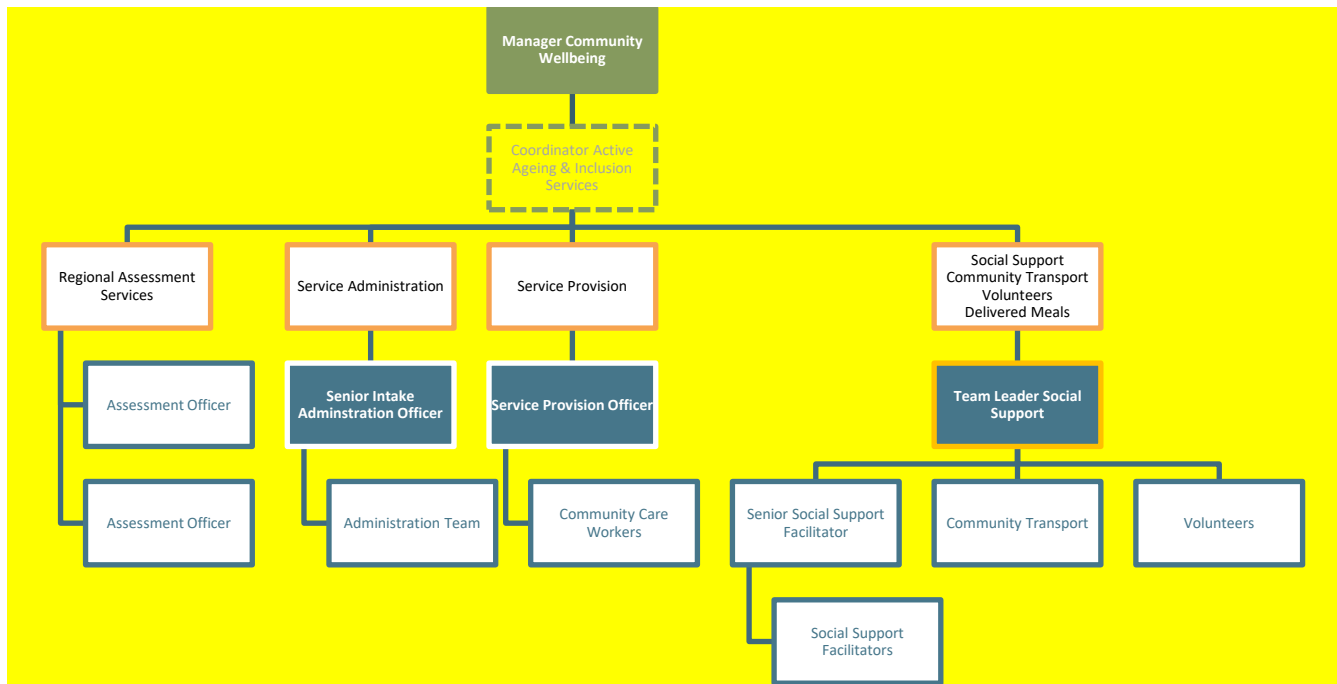 Manager Community
Wellbeing
Coordinator Active
Ageing & Inclusion
Services
Regional Assessment
Services
Service Administration
Service Provision
Social Support
Community Transport
Volunteers
Delivered Meals
Assessment Officer
Senior Intake
Adminstration Officer
Service Provision Officer
Team Leader Social
Support
Assessment Officer
Administration Team
Community Care
Workers
Senior Social Support
Facilitator
Community Transport
Volunteers
Social Support
Facilitators